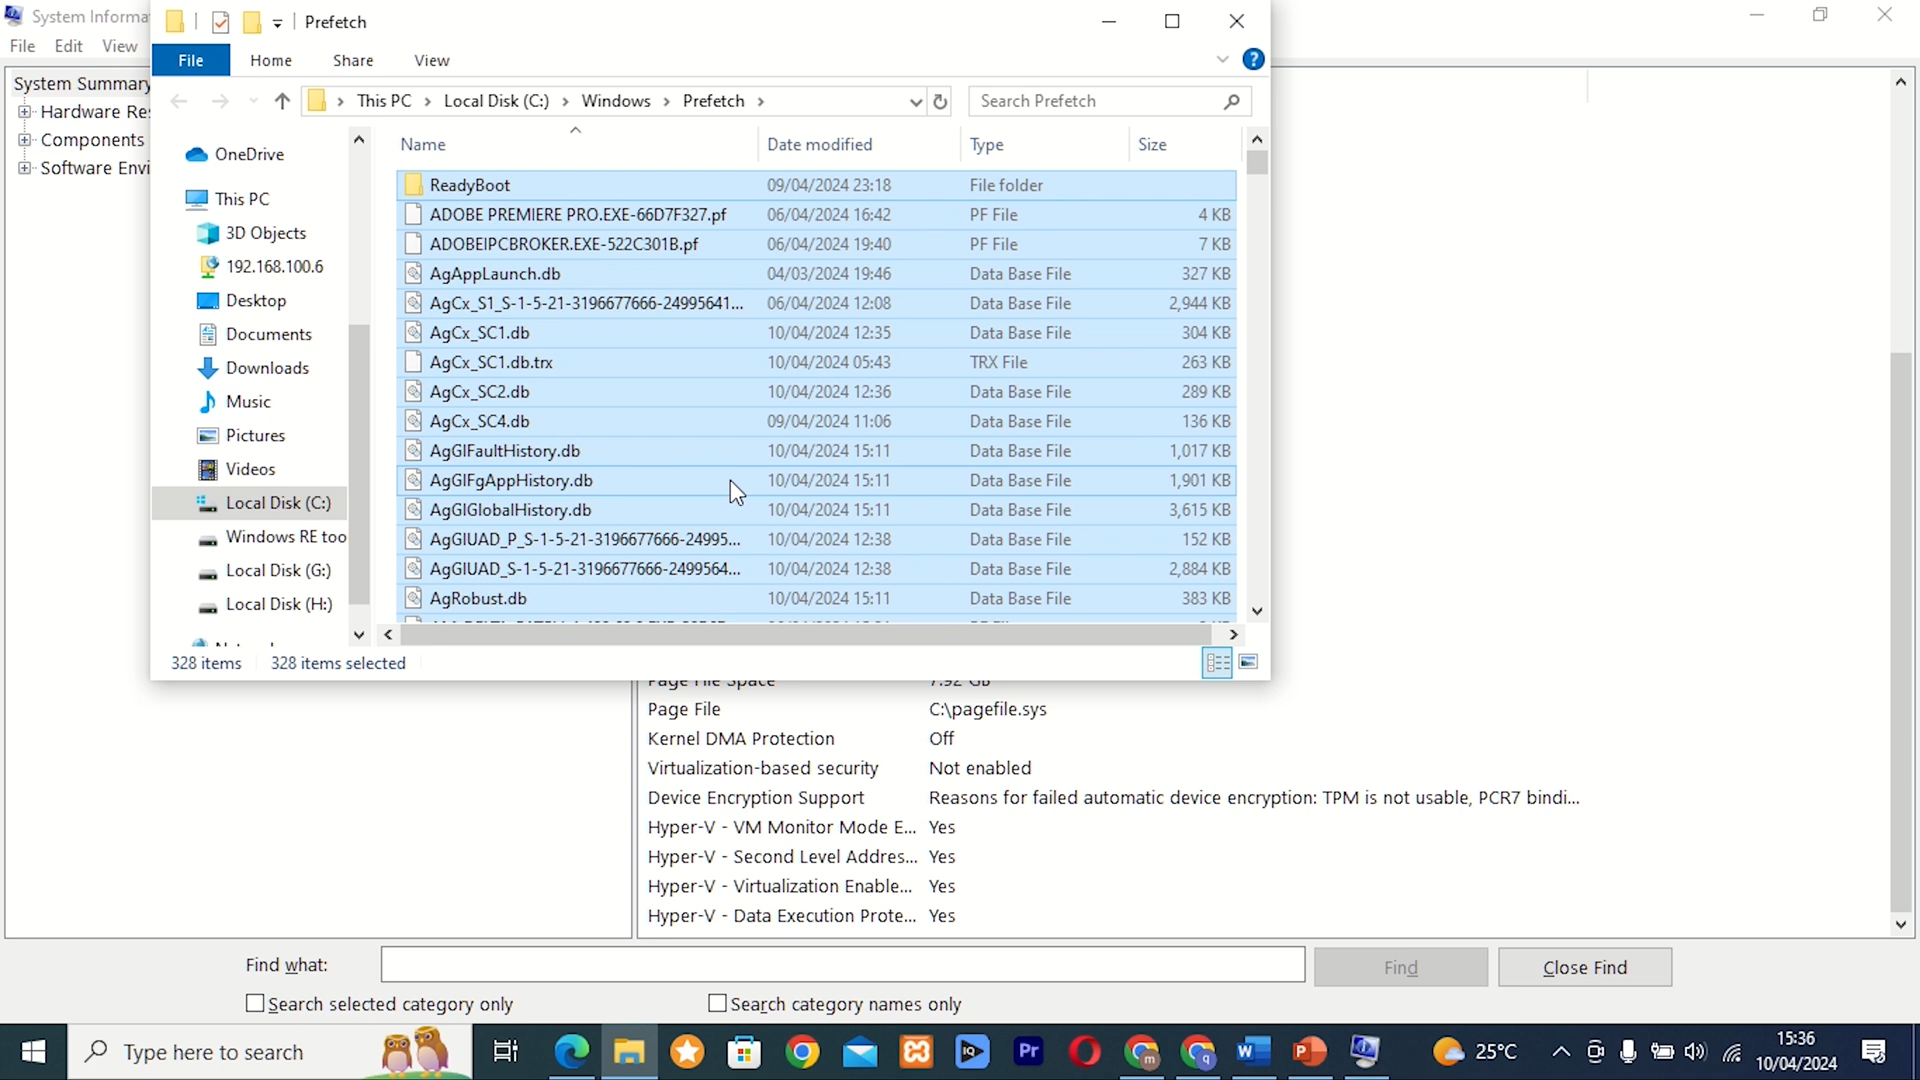 System Informa
File Edit View
System Summary
Hardware Res
Components
Software Envi
Prefetch
File Home Share View
This PC Local Disk (C:) Windows Prefetch
Search Prefetch
OneDrive
This PC
3D Objects
192.168.100.6
Desktop
Documents
Downloads
Music
Pictures
Videos
Local Disk (C:)
Windows RE too
Local Disk (G:)
Local Disk (H:)
Name Date modified Type Size
ReadyBoot 09/04/2024 23:18 File folder
ADOBE PREMIERE PRO.EXE-66D7F327.pf 06/04/2024 16:42 PF File 4 KB
ADOBEIPCBROKER.EXE-522C301B.pf 06/04/2024 19:40 PF File 7 KB
AgAppLaunch.db 04/03/2024 19:46 Data Base File 327 KB
AgCx_S1_S-1-5-21-3196677666-24995641... 06/04/2024 12:08 Data Base File 2,944 KB
AgCx_SC1.db 10/04/2024 12:35 Data Base File 304 KB
AgCx_SC1.db.trx 10/04/2024 05:43 TRX File 263 KB
AgCx_SC2.db 10/04/2024 12:36 Data Base File 289 KB
AgCx_SC4.db 09/04/2024 11:06 Data Base File 136 KB
AgGlFaultHistory.db 10/04/2024 15:11 Data Base File 1,017 KB
AgGlFgAppHistory.db 10/04/2024 15:11 Data Base File 1,901 KB
AgGlGlobalHistory.db 10/04/2024 15:11 Data Base File 3,615 KB
AgGlUAD_P_S-1-5-21-3196677666-24995... 10/04/2024 12:38 Data Base File 152 KB
AgGlUAD_S-1-5-21-3196677666-2499564... 10/04/2024 12:38 Data Base File 2,884 KB
AgRobust.db 10/04/2024 15:11 Data Base File 383 KB
328 items 328 items selected
Page File Space 7.92 GB
Page File C:\pagefile.sys
Kernel DMA Protection Off
Virtualization-based security Not enabled
Device Encryption Support Reasons for failed automatic device encryption: TPM is not usable, PCR7 bindi...
Hyper-V - VM Monitor Mode E... Yes
Hyper-V - Second Level Addres... Yes
Hyper-V - Virtualization Enable... Yes
Hyper-V - Data Execution Prote... Yes
Find what: Find Close Find
Search selected category only Search category names only
Type here to search
25°C
15:36
10/04/2024